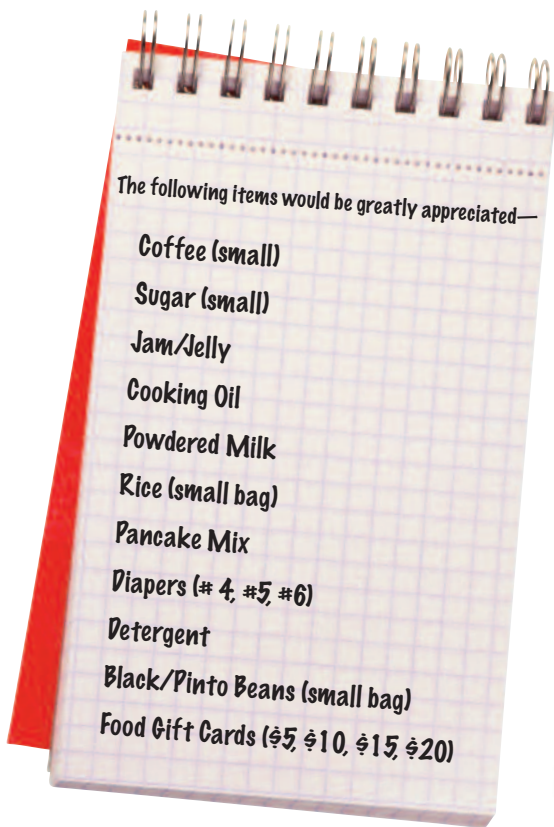 The following items would be greatly appreciated—
Coffee (small)
Sugar (small)
Jam/Jelly
Cooking Oil
Powdered Milk
Rice (small bag)
Pancake Mix
Diapers (# 4, #5, #6)
Detergent
Black/Pinto Beans (small bag)
Food Gift Cards ($5, $10, $15, $20)